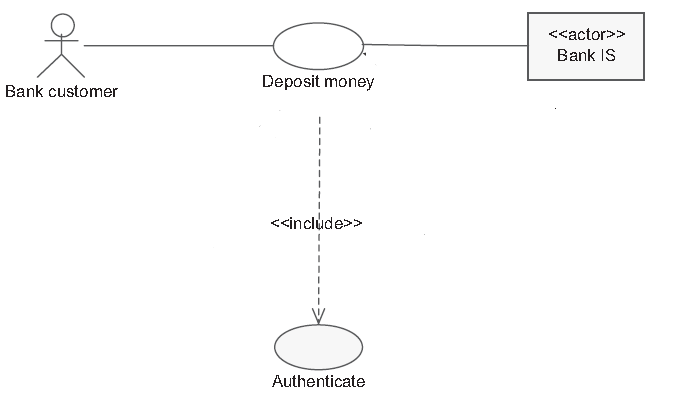 <<actor>>
Bank IS
Bank customer
Deposit money
<<include>>
Authenticate